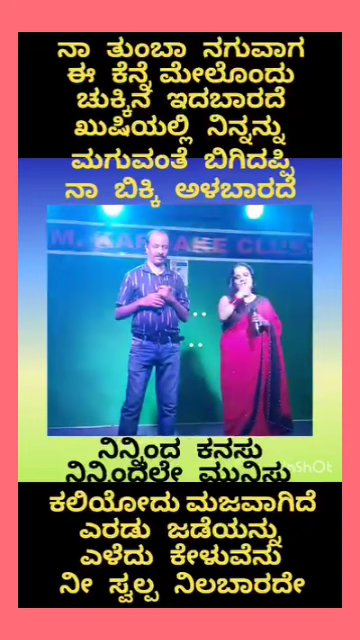 ನಾ ತುಂಬಾ ನಗುವಾಗ
ಈ ಕೆನ್ನೆ ಮೇಲೊಂದು
ಚುಕ್ಕಿನ ಇದಬಾರದೆ
ಖುಷಿಯಲ್ಲಿ ನಿನ್ನನ್ನು
ಮಗುವಂತೆ ಬಿಗಿದಪ್ಪಿ
ನಾ ಬಿಕ್ಕಿ ಅಳಬಾರದೆ
M. KARAOKE CLUB
ನಿನ್ನಿಂದ ಕನಸು
ನಿನ್ನಿಂದಲೇ ಮುನಿಸು
InShOt
ಕಲಿಯೋದು ಮಜವಾಗಿದೆ
ಎರಡು ಜಡೆಯನ್ನು
ಎಳೆದು ಕೇಳುವೆನು
ನೀ ಸ್ವಲ್ಪ ನಿಲಬಾರದೇ